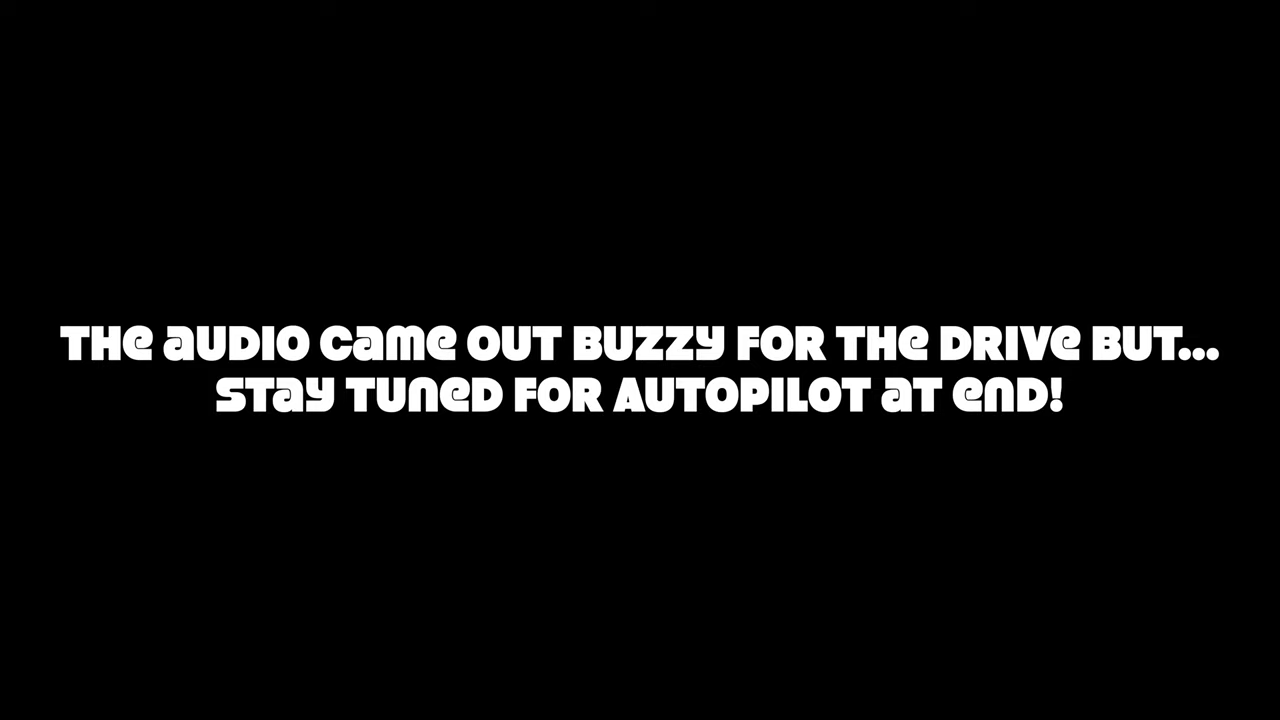 THE AUDIO CAME OUT BUZZY FOR THE DRIVE BUT...
STAY TUNED FOR AUTOPILOT AT END!